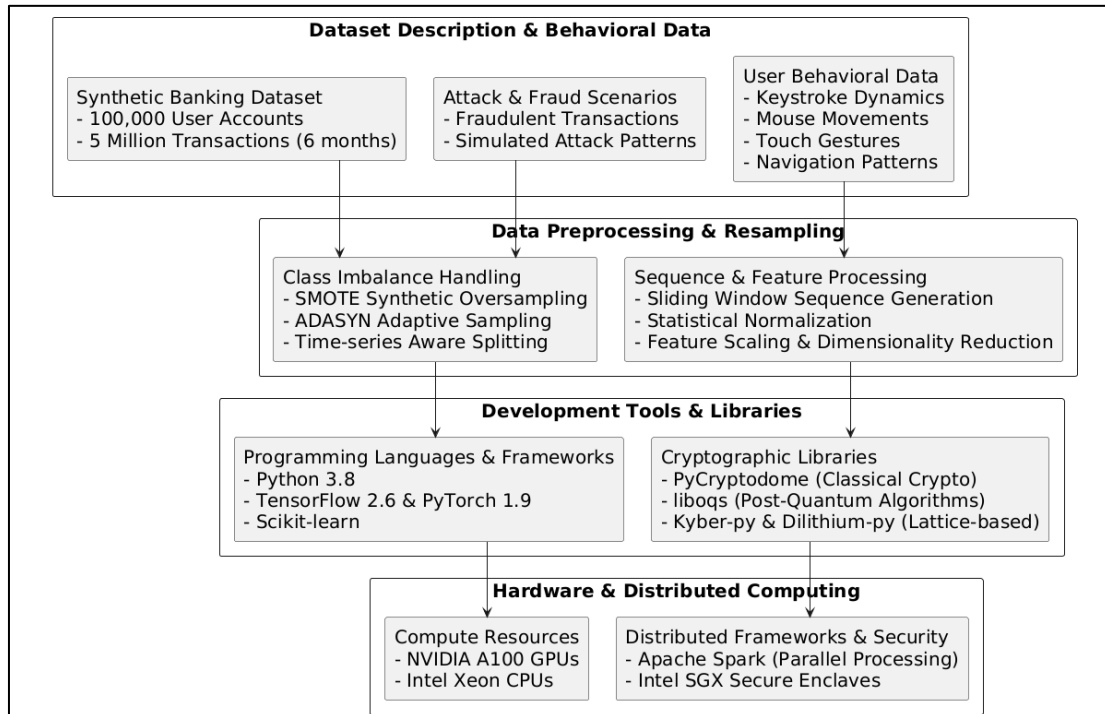 Dataset Description & Behavioral Data
Synthetic Banking Dataset
- 100,000 User Accounts
- 5 Million Transactions (6 months)
Attack & Fraud Scenarios
- Fraudulent Transactions
- Simulated Attack Patterns
User Behavioral Data
- Keystroke Dynamics
- Mouse Movements
- Touch Gestures
- Navigation Patterns
Data Preprocessing & Resampling
Class Imbalance Handling
- SMOTE Synthetic Oversampling
- ADASYN Adaptive Sampling
- Time-series Aware Splitting
Sequence & Feature Processing
- Sliding Window Sequence Generation
- Statistical Normalization
- Feature Scaling & Dimensionality Reduction
Development Tools & Libraries
Programming Languages & Frameworks
- Python 3.8
- TensorFlow 2.6 & PyTorch 1.9
- Scikit-learn
Cryptographic Libraries
- PyCryptodome (Classical Crypto)
- liboqs (Post-Quantum Algorithms)
- Kyber-py & Dilithium-py (Lattice-based)
Hardware & Distributed Computing
Compute Resources
- NVIDIA A100 GPUs
- Intel Xeon CPUs
Distributed Frameworks & Security
- Apache Spark (Parallel Processing)
- Intel SGX Secure Enclaves